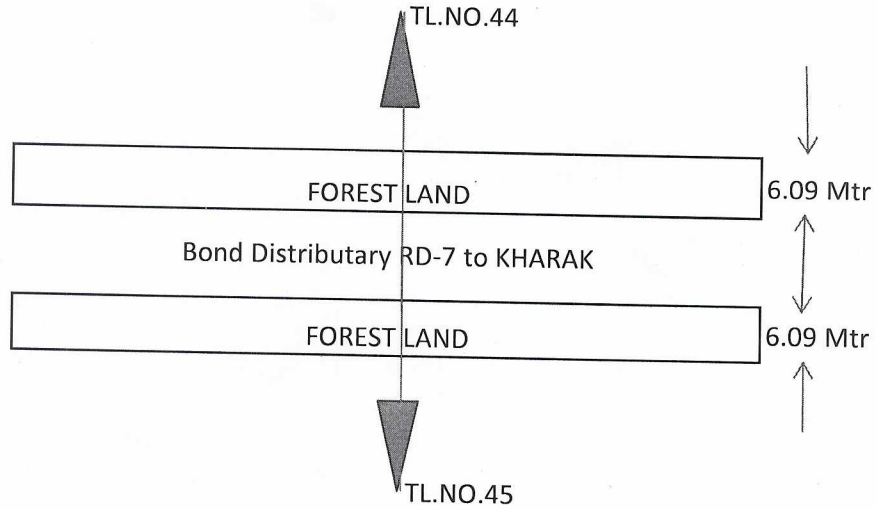 TL.NO.44
FOREST LAND
6.09 Mtr
Bond Distributary RD-7 to KHARAK
FOREST LAND
6.09 Mtr
TL.NO.45